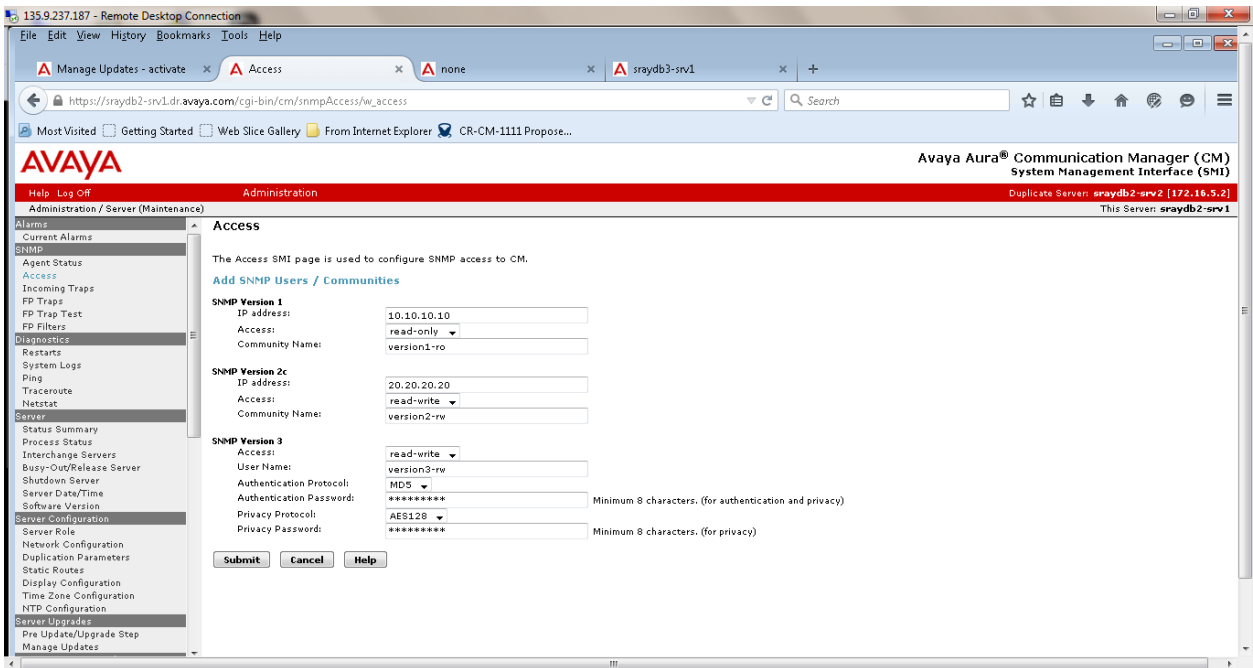 135.9.237.187 - Remote Desktop Connection
File Edit View History Bookmarks Tools Help
Manage Updates - activate
Access
none
sraydb3-srv1
https://sraydb2-srv1.dr.avaya.com/cgi-bin/cm/snmpAccess/w_access
Search
Most Visited Getting Started Web Slice Gallery From Internet Explorer CR-CM-1111 Propose...
AVAYA
Avaya Aura® Communication Manager (CM)
System Management Interface (SMI)
Help Log Off Administration
Duplicate Server: sraydb2-srv2 [172.16.5.2]
Administration / Server (Maintenance)
This Server: sraydb2-srv1
Alarms
Current Alarms
SNMP
Agent Status
Access
Incoming Traps
FP Traps
FP Trap Test
FP Filters
Diagnostics
Restarts
System Logs
Ping
Traceroute
Netstat
Server
Status Summary
Process Status
Interchange Servers
Busy-Out/Release Server
Shutdown Server
Server Date/Time
Software Version
Server Configuration
Server Role
Network Configuration
Duplication Parameters
Static Routes
Display Configuration
Time Zone Configuration
NTP Configuration
Server Upgrades
Pre Update/Upgrade Step
Manage Updates
Access
The Access SMI page is used to configure SNMP access to CM.
Add SNMP Users / Communities
SNMP Version 1
IP address: 10.10.10.10
Access: read-only
Community Name: version1-ro
SNMP Version 2c
IP address: 20.20.20.20
Access: read-write
Community Name: version2-rw
SNMP Version 3
Access: read-write
User Name: version3-rw
Authentication Protocol: MD5
Authentication Password: ********* Minimum 8 characters. (for authentication and privacy)
Privacy Protocol: AES128
Privacy Password: ********* Minimum 8 characters. (for privacy)
Submit Cancel Help